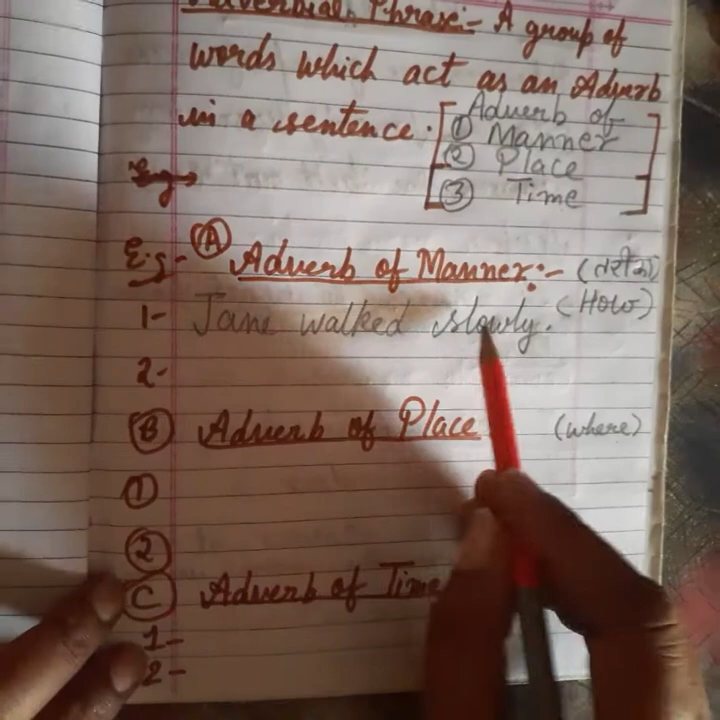 Adverbial Phrase:- A group of
words which act as an Adverb
in a sentence.
Adverb of
① Manner
② Place
③ Time
Eg→
E.g- Ⓐ Adverb of Manner:- (तरीका)
(How)
1- Jane walked slowly.
2-
Ⓑ Adverb of Place (where)
①
②
Ⓒ Adverb of Time
1-
2-